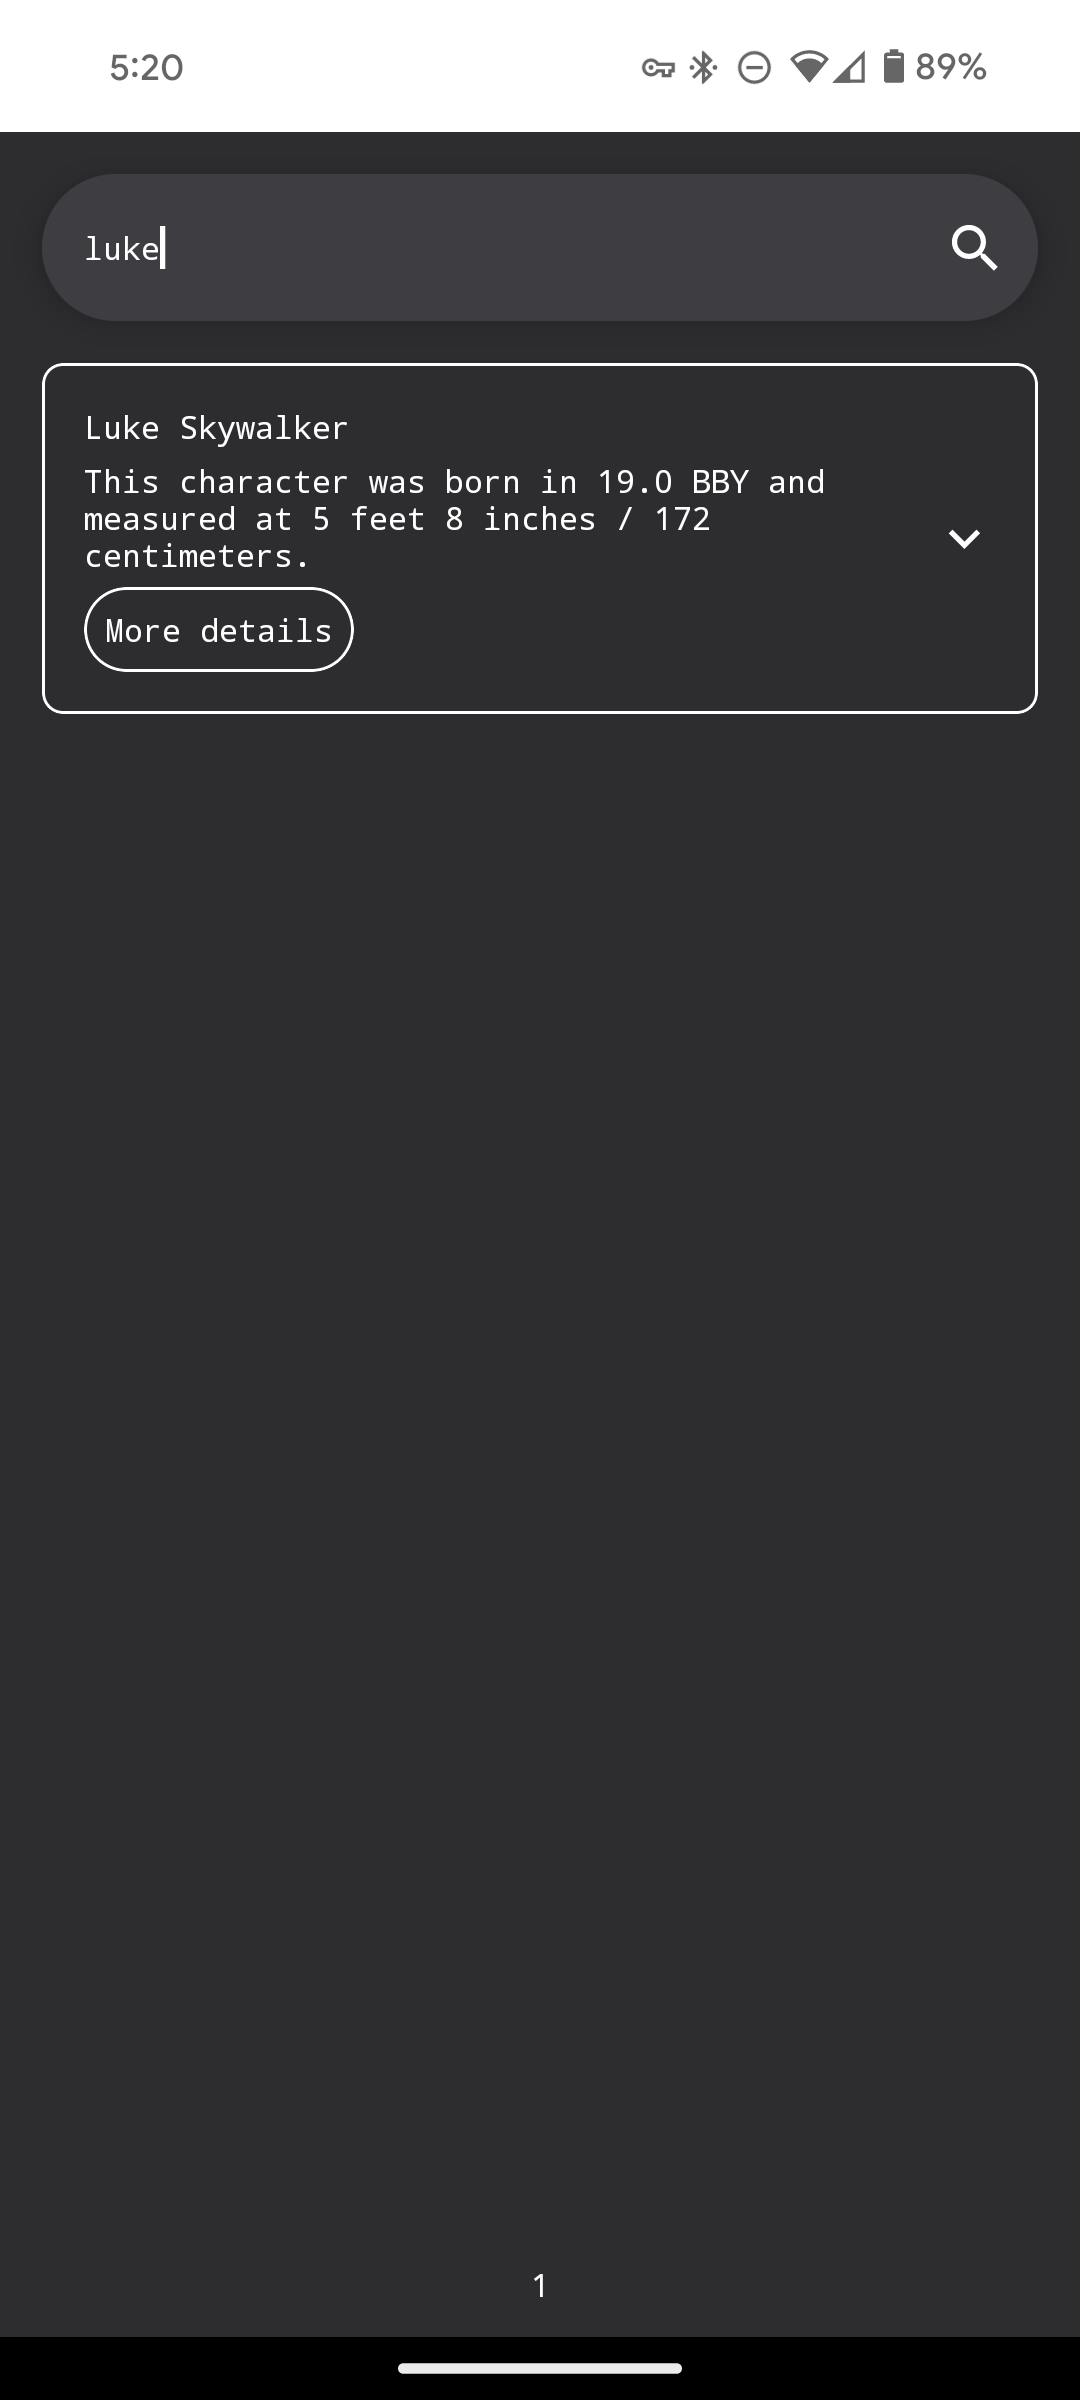 5:20
89%
luke
Luke Skywalker
This character was born in 19.0 BBY and
measured at 5 feet 8 inches / 172
centimeters.
More details
1